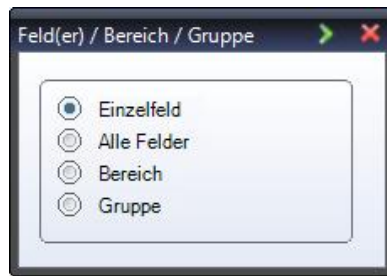 Feld(er) / Bereich / Gruppe
Einzelfeld
Alle Felder
Bereich
Gruppe